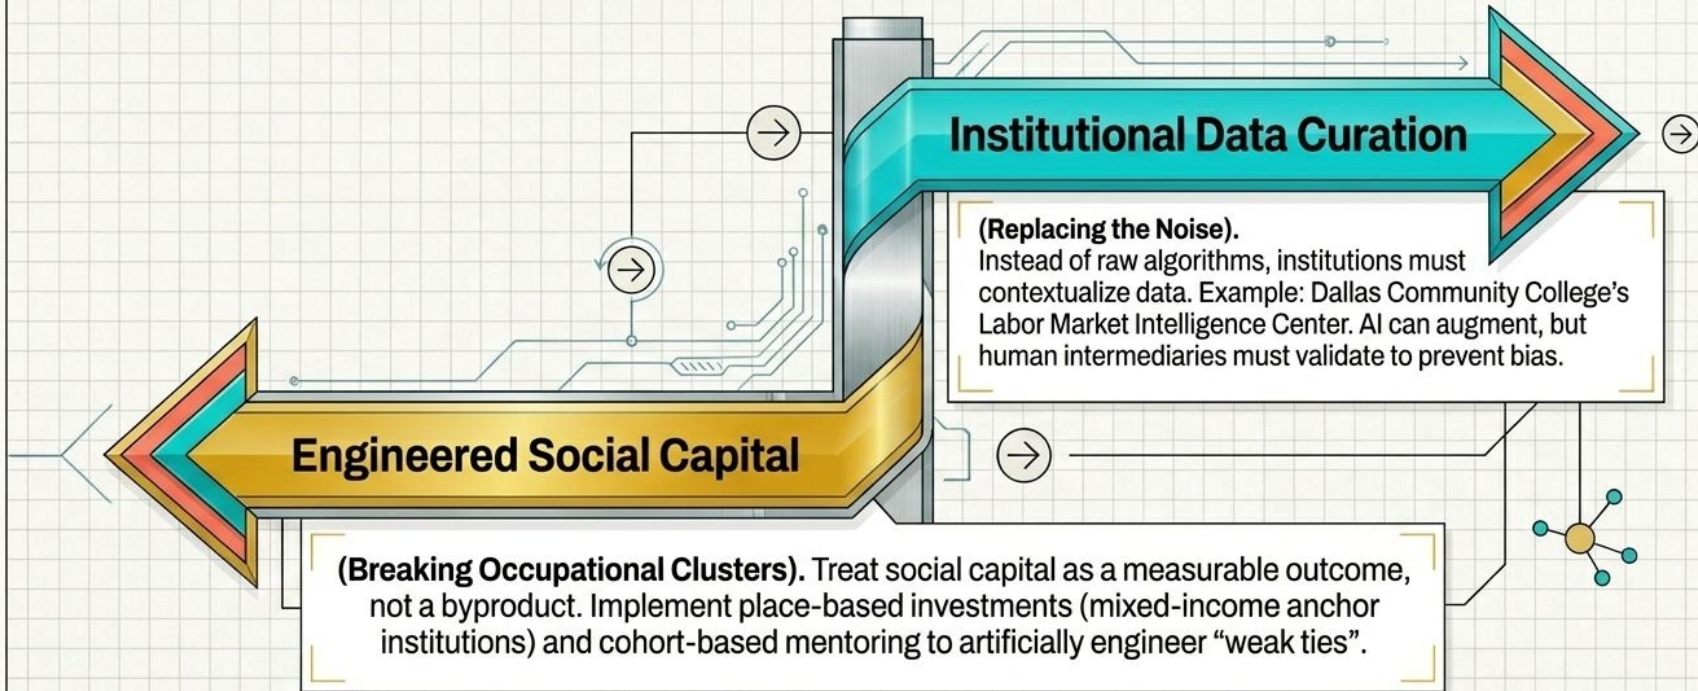 Institutional Data Curation
(Replacing the Noise).
Instead of raw algorithms, institutions must
contextualize data. Example: Dallas Community College’s
Labor Market Intelligence Center. AI can augment, but
human intermediaries must validate to prevent bias.
Engineered Social Capital
(Breaking Occupational Clusters). Treat social capital as a measurable outcome,
not a byproduct. Implement place-based investments (mixed-income anchor
institutions) and cohort-based mentoring to artificially engineer “weak ties”.